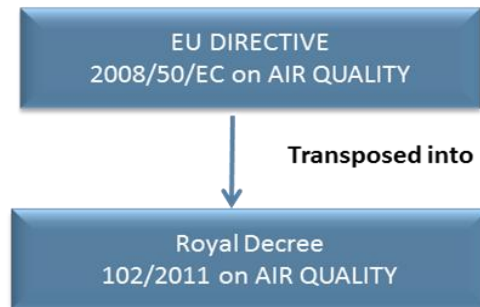 EU DIRECTIVE
2008/50/EC on AIR QUALITY
Transposed into
Royal Decree
102/2011 on AIR QUALITY